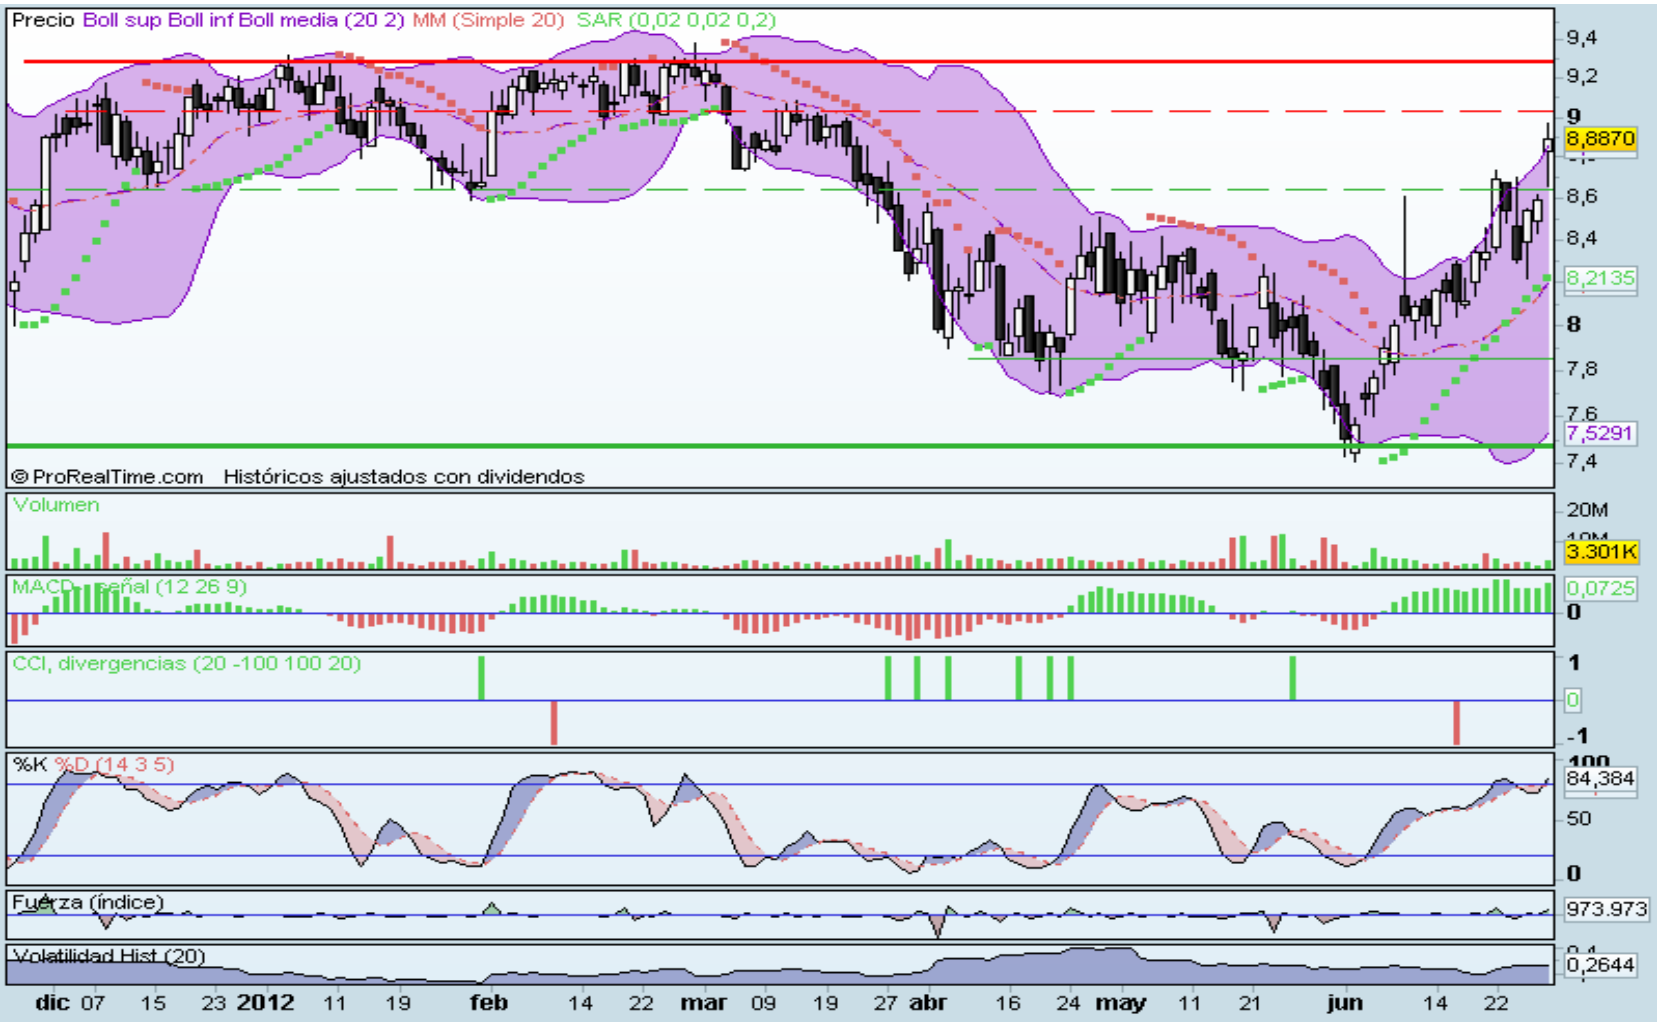 Precio Boll sup Boll inf Boll media (20 2) MM (Simple 20) SAR (0,02 0,02 0,2)
9,4
9,2
9
8,8870
8,6
8,4
8,2135
8
7,8
7,6
7,5291
7,4
© ProRealTime.com Históricos ajustados con dividendos
Volumen
20M
10M
3.301K
MACD señal (12 26 9)
0,0725
0
CCI, divergencias (20 -100 100 20)
1
0
-1
%K %D (14 3 5)
100
84,384
50
0
Fuerza (índice)
973.973
Volatilidad Hist (20)
0,2644
dic 07 15 23 2012 11 19 feb 14 22 mar 09 19 27 abr 16 24 may 11 21 jun 14 22